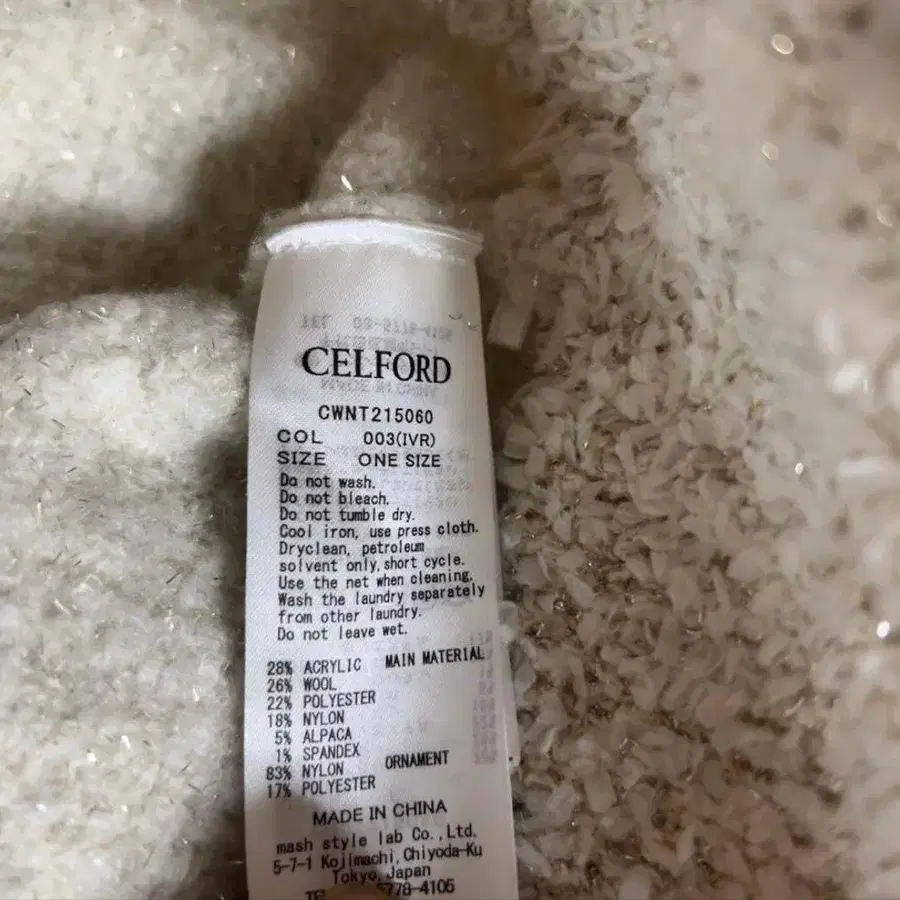 CELFORD
CWNT215060
COL 003(IVR)
SIZE ONE SIZE
Do not wash.
Do not bleach.
Do not tumble dry.
Cool iron, use press cloth.
Dryclean, petroleum
solvent only, short cycle.
Use the net when cleaning.
Wash the laundry separately
from other laundry.
Do not leave wet.
28% ACRYLIC MAIN MATERIAL
26% WOOL
22% POLYESTER
18% NYLON
5% ALPACA
1% SPANDEX
83% NYLON ORNAMENT
17% POLYESTER
MADE IN CHINA
mash style lab Co.,Ltd.
5-7-1 Kojimachi, Chiyoda-Ku
Tokyo, Japan
5778-4105